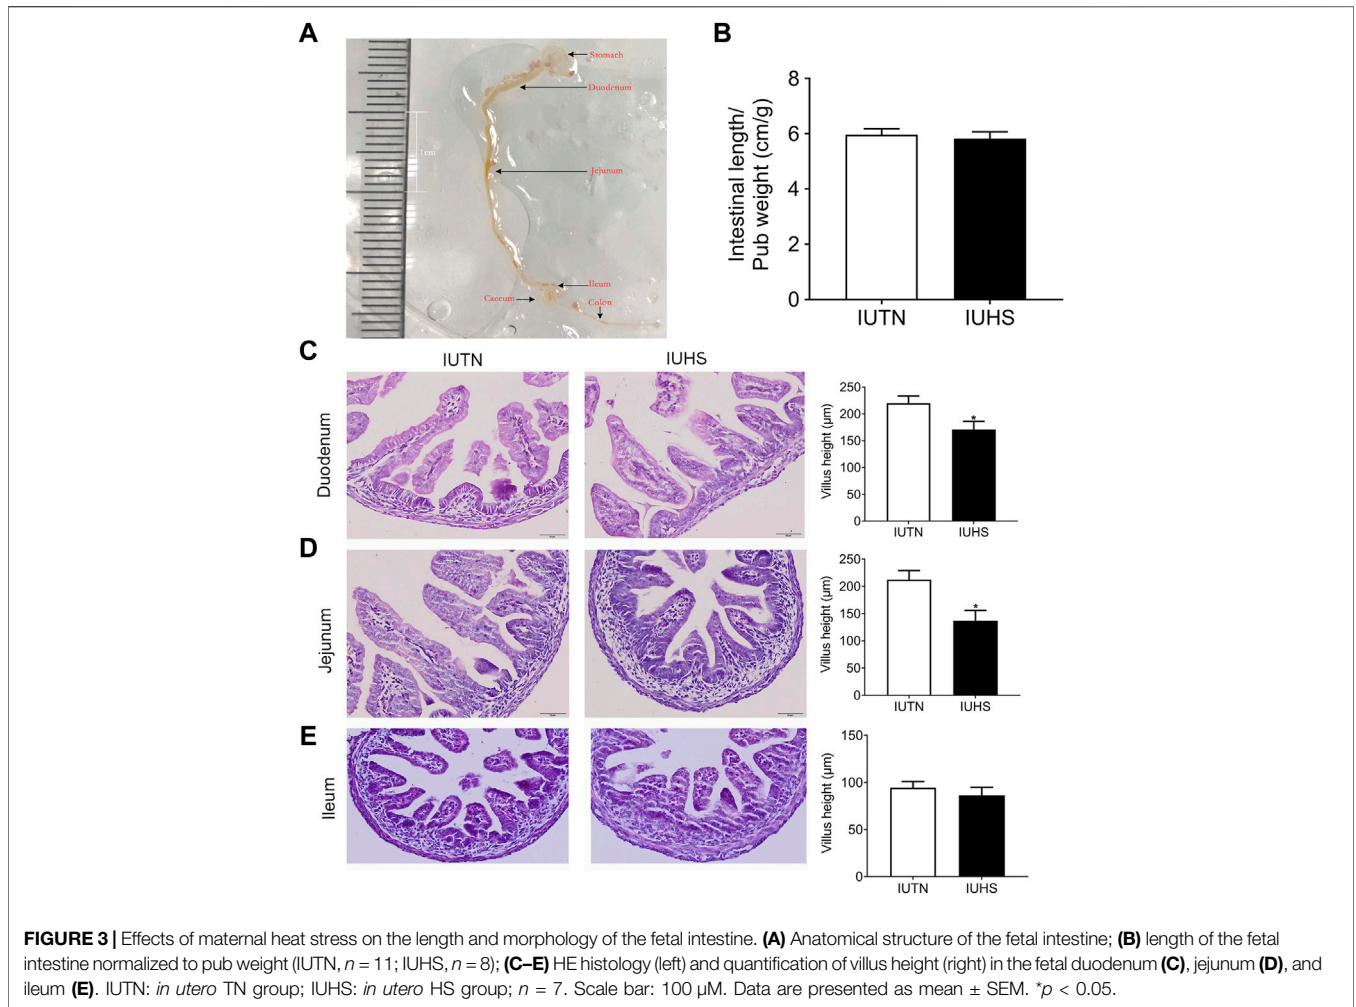 A
Stomach
Duodenum
1cm
Jejunum
Ileum
Caecum
Colon
B
Intestinal length/
Pub weight (cm/g)
8
6
4
2
0
IUTN IUHS
C
IUTN IUHS
Duodenum
Villus height (µm)
250
200
150
100
50
0
*
IUTN IUHS
D
Jejunum
Villus height (µm)
250
200
150
100
50
0
*
IUTN IUHS
E
Ileum
Villus height (µm)
150
100
50
0
IUTN IUHS
FIGURE 3 | Effects of maternal heat stress on the length and morphology of the fetal intestine. (A) Anatomical structure of the fetal intestine; (B) length of the fetal
intestine normalized to pub weight (IUTN, n = 11; IUHS, n = 8); (C–E) HE histology (left) and quantification of villus height (right) in the fetal duodenum (C), jejunum (D), and
ileum (E). IUTN: in utero TN group; IUHS: in utero HS group; n = 7. Scale bar: 100 µM. Data are presented as mean ± SEM. *p < 0.05.